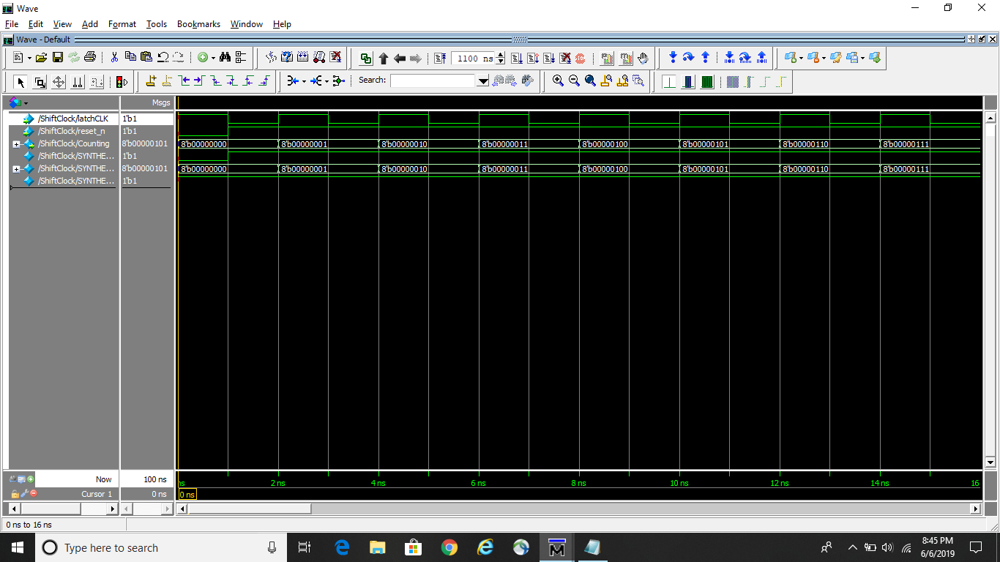 Wave
File Edit View Add Format Tools Bookmarks Window Help
Wave - Default
1100 ns
Search:
Msgs
/ShiftClock/latchCLK 1'b1
/ShiftClock/reset_n 1'b1
/ShiftClock/Counting 8'b00000101 8'b00000000 8'b00000001 8'b00000010 8'b00000011 8'b00000100 8'b00000101 8'b00000110 8'b00000111
/ShiftClock/SYNTHE... 1'b1
/ShiftClock/SYNTHE... 8'b00000101 8'b00000000 8'b00000001 8'b00000010 8'b00000011 8'b00000100 8'b00000101 8'b00000110 8'b00000111
/ShiftClock/SYNTHE... 1'b1
Now 100 ns ns 2 ns 4 ns 6 ns 8 ns 10 ns 12 ns 14 ns 16
Cursor 1 0 ns 0 ns
0 ns to 16 ns
Type here to search
8:45 PM
6/6/2019